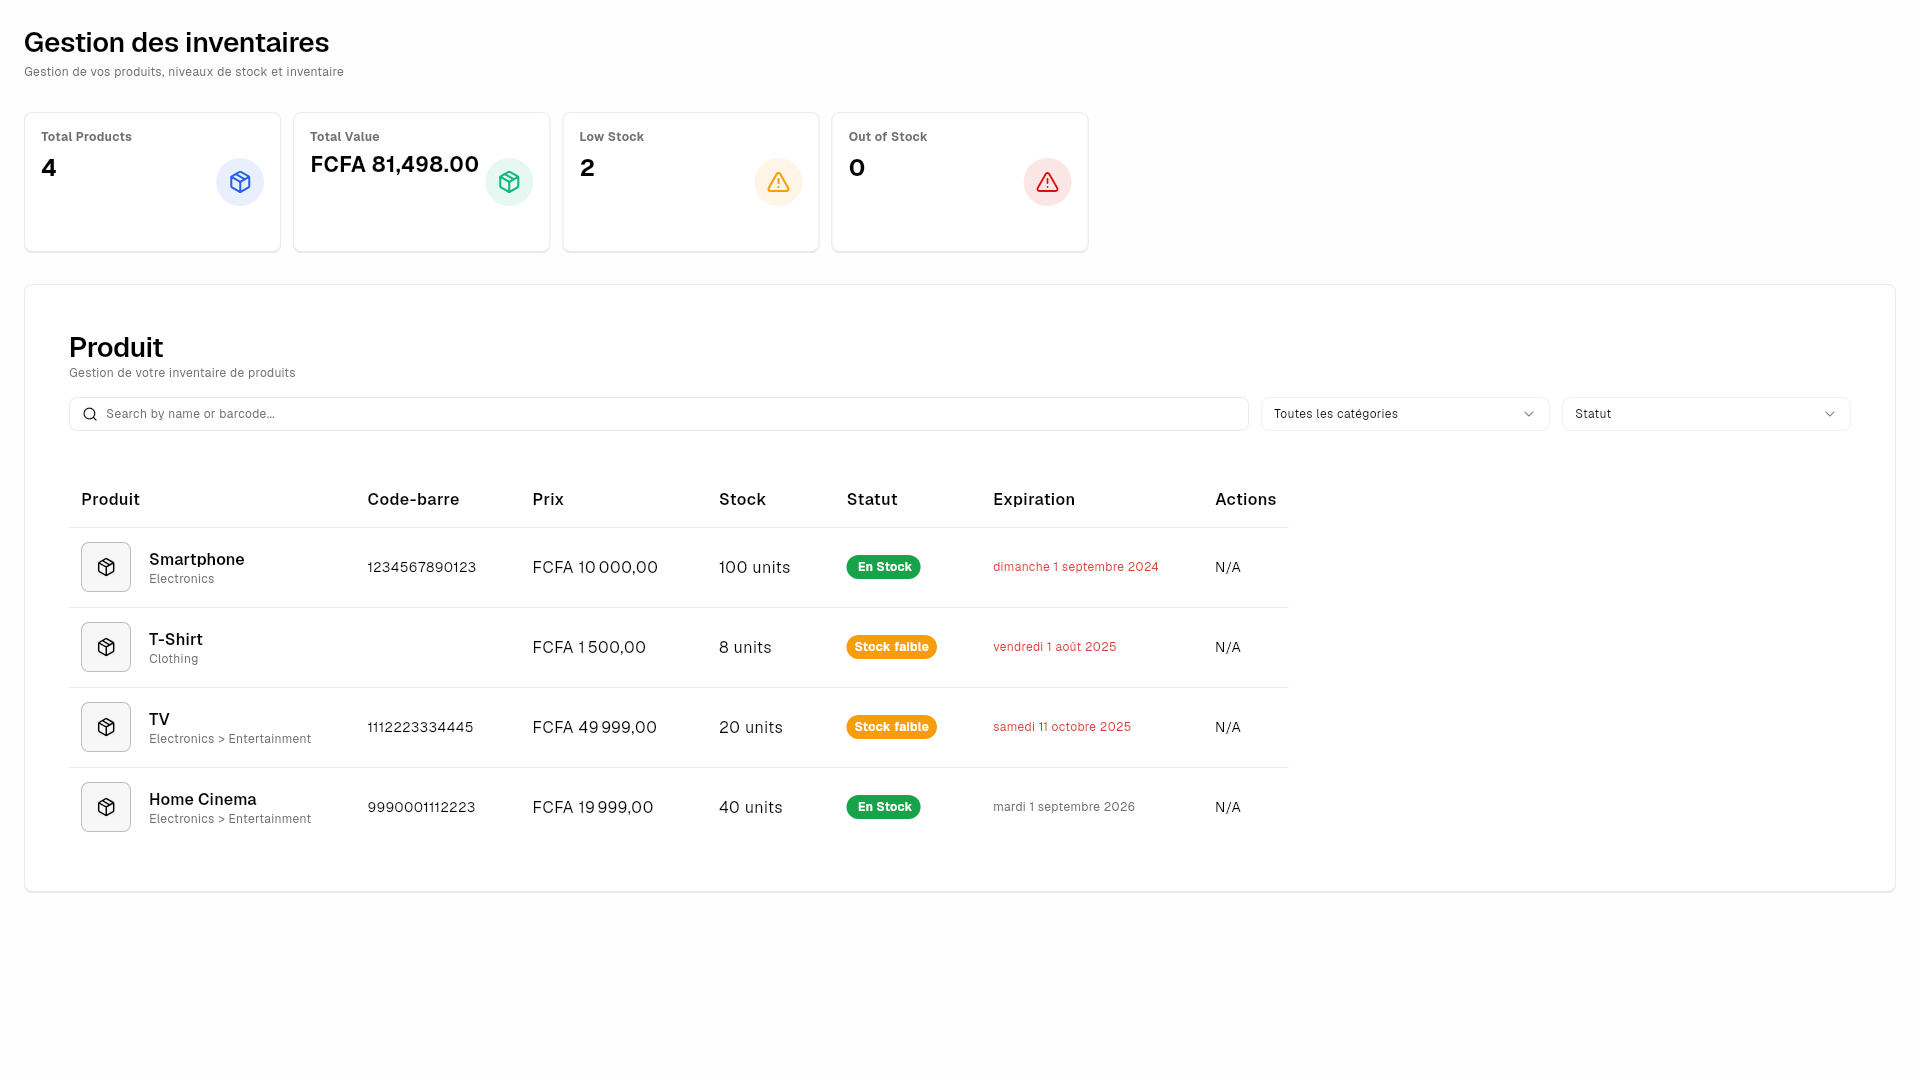 Gestion des inventaires
Gestion de vos produits, niveaux de stock et inventaire
Total Products
4
Total Value
FCFA 81,498.00
Low Stock
2
Out of Stock
0
Produit
Gestion de votre inventaire de produits
Search by name or barcode...
Toutes les catégories
Statut
Produit Code-barre Prix Stock Statut Expiration Actions
Smartphone
Electronics
1234567890123 FCFA 10 000,00 100 units En Stock dimanche 1 septembre 2024 N/A
T-Shirt
Clothing
FCFA 1 500,00 8 units Stock faible vendredi 1 août 2025 N/A
TV
Electronics > Entertainment
1112223334445 FCFA 49 999,00 20 units Stock faible samedi 11 octobre 2025 N/A
Home Cinema
Electronics > Entertainment
9990001112223 FCFA 19 999,00 40 units En Stock mardi 1 septembre 2026 N/A